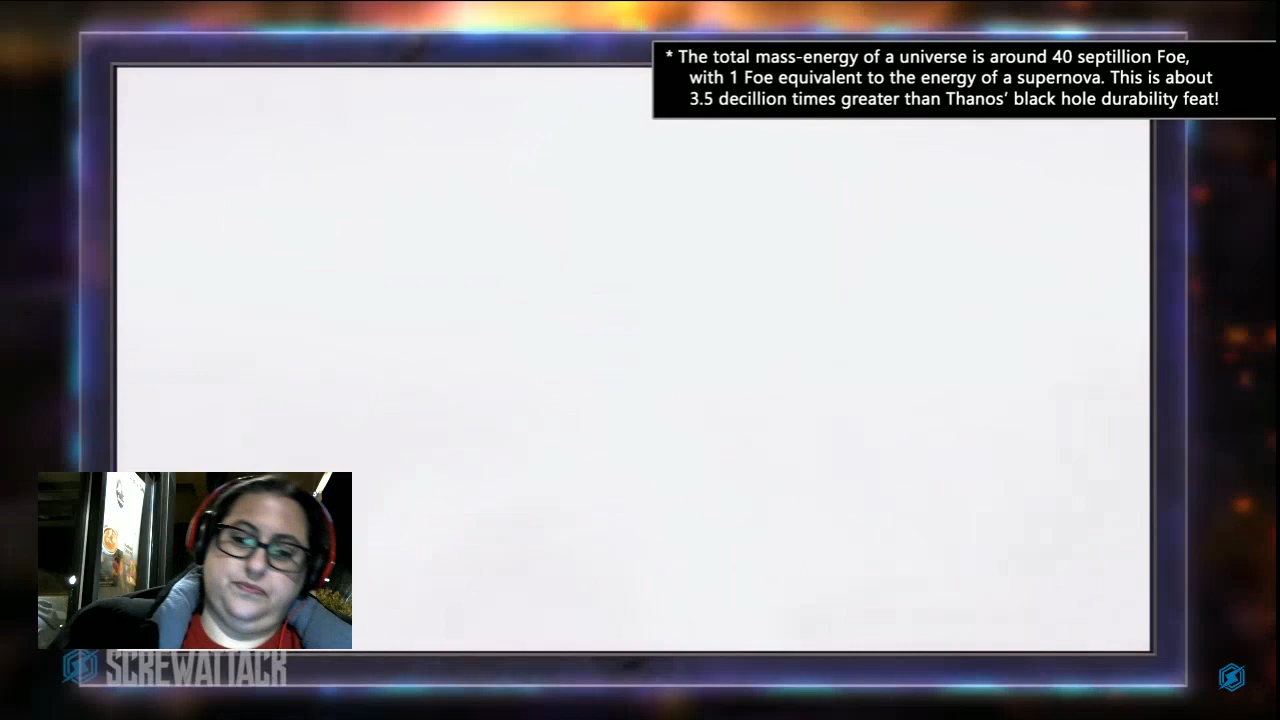 * The total mass-energy of a universe is around 40 septillion Foe,
with 1 Foe equivalent to the energy of a supernova. This is about
3.5 decillion times greater than Thanos’ black hole durability feat!
SCREWATTACK